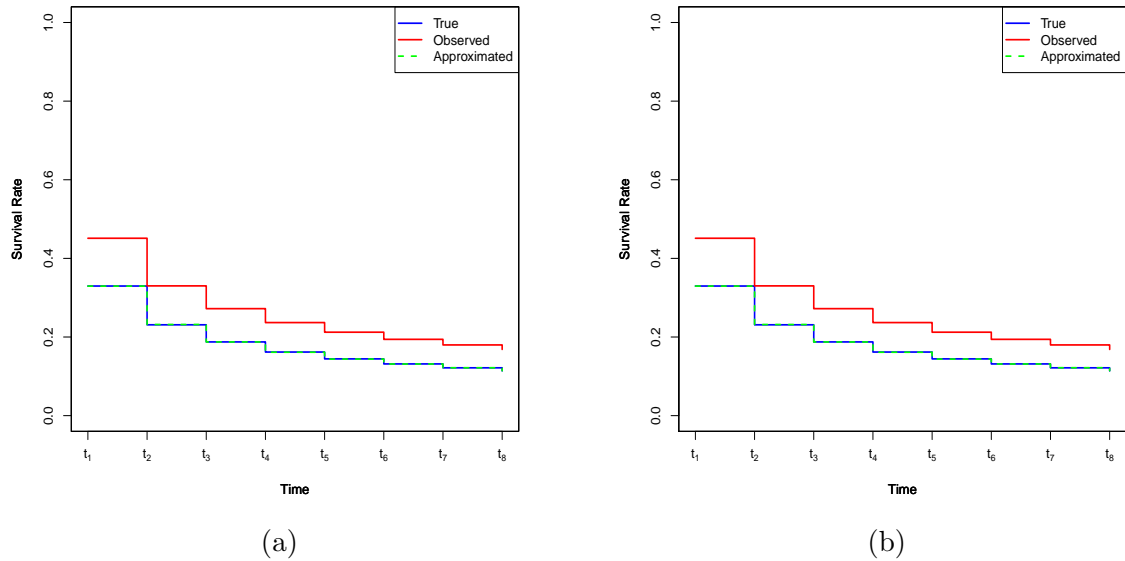 True
Observed
Approximated
1.0
0.8
0.6
0.4
0.2
0.0
Survival Rate
t1 t2 t3 t4 t5 t6 t7 t8
Time
(a)
True
Observed
Approximated
1.0
0.8
0.6
0.4
0.2
0.0
Survival Rate
t1 t2 t3 t4 t5 t6 t7 t8
Time
(b)